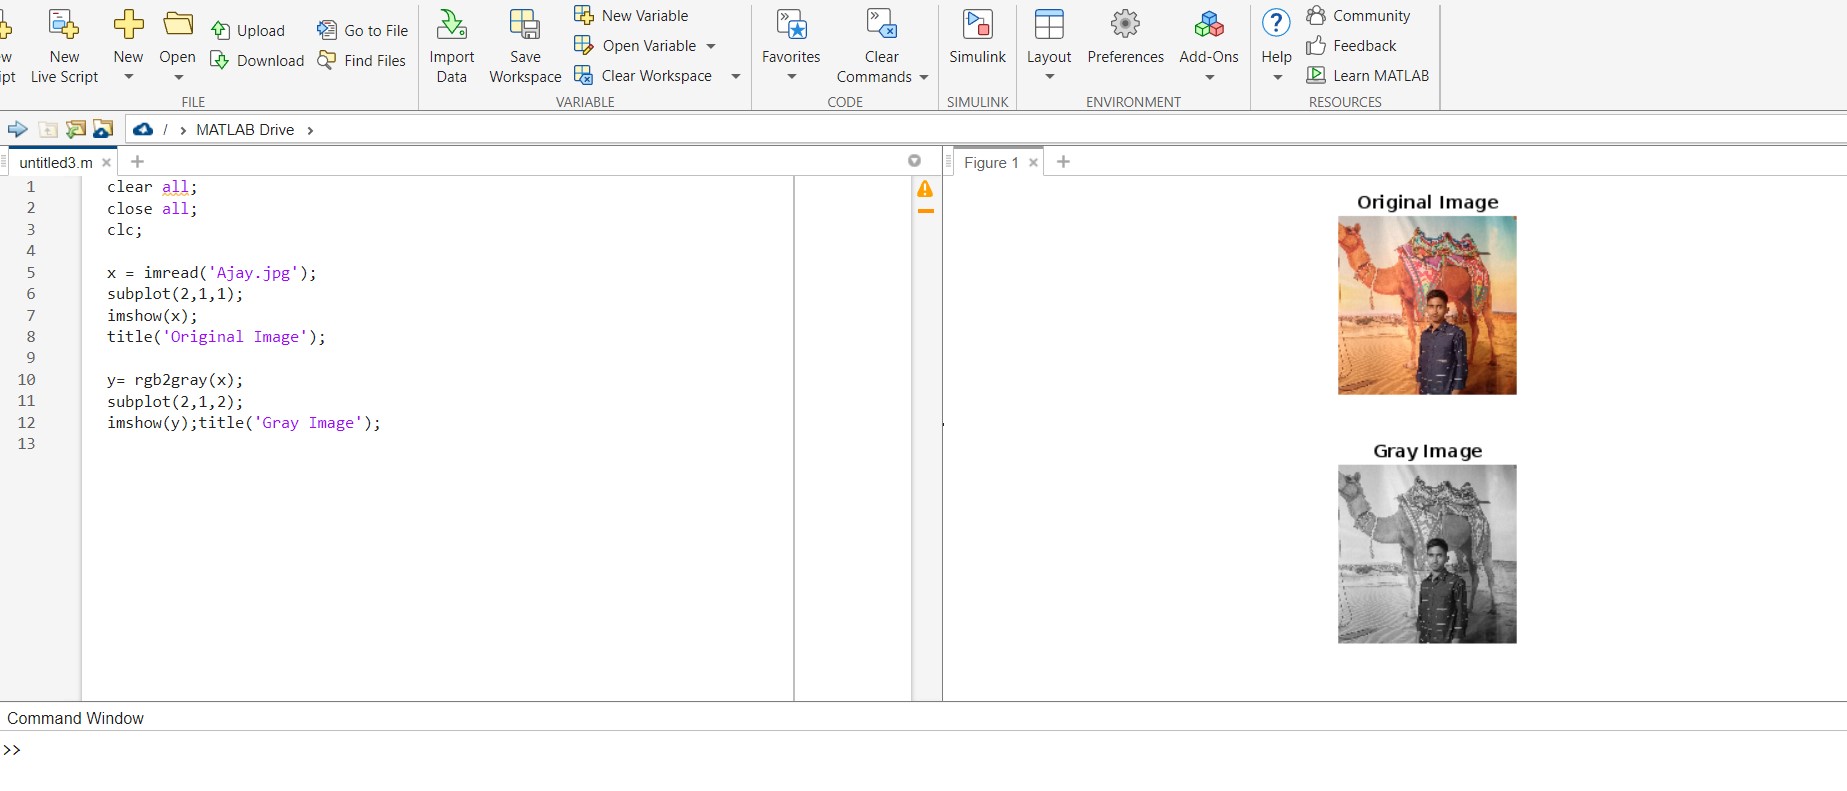 New Variable
Community
New
Open
Upload
Go to File
Open Variable
Feedback
Import
Save
Favorites
Clear
Simulink
Layout
Preferences
Add-Ons
Help
Live Script
Download
Find Files
Data
Workspace
Clear Workspace
Commands
Learn MATLAB
FILE
VARIABLE
CODE
SIMULINK
ENVIRONMENT
RESOURCES
/ > MATLAB Drive >
untitled3.m × +
1 clear all;
2 close all;
3 clc;
4
5 x = imread('Ajay.jpg');
6 subplot(2,1,1);
7 imshow(x);
8 title('Original Image');
9
10 y= rgb2gray(x);
11 subplot(2,1,2);
12 imshow(y);title('Gray Image');
13
Figure 1 × +
Original Image
Gray Image
Command Window
>>